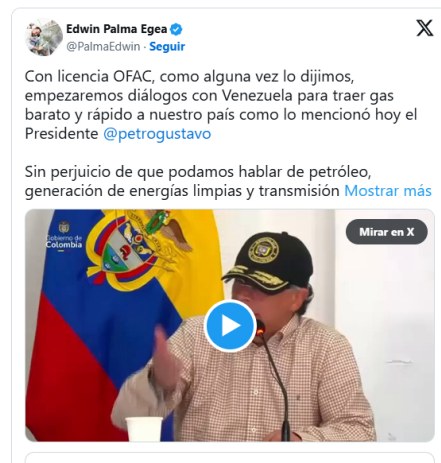 Edwin Palma Egea
@PalmaEdwin · Seguir
Con licencia OFAC, como alguna vez lo dijimos,
empezaremos diálogos con Venezuela para traer gas
barato y rápido a nuestro país como lo mencionó hoy el
Presidente @petrogustavo
Sin perjuicio de que podamos hablar de petróleo,
generación de energías limpias y transmisión Mostrar más
Gobierno de
Colombia
Mirar en X